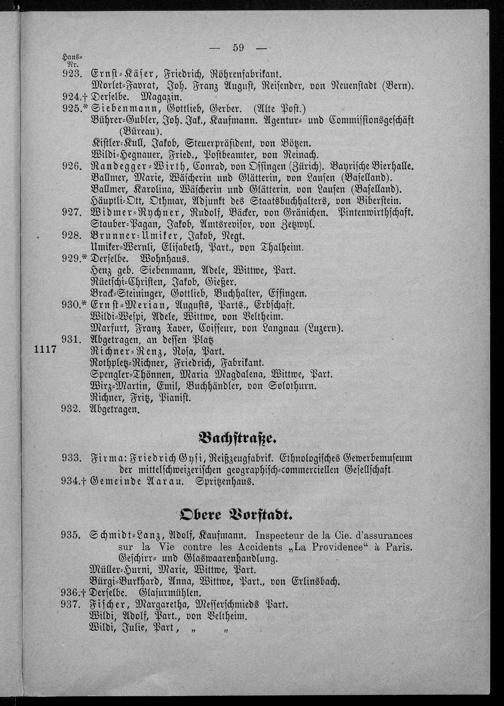 — 59 —
Haus-
Nr.
923. Ernst-Käser, Friedrich, Röhrenfabrikant.
Morlet-Favrat, Joh. Franz August, Reisender, von Neuenstadt (Bern).
924.† Derselbe. Magazin.
925.* Siebenmann, Gottlieb, Gerber. (Alte Post.)
Bührer-Gubler, Joh. Jak., Kaufmann. Agentur- und Commissionsgeschäft
(Büreau).
Kistler-Kull, Jakob, Steuerpräsident, von Bötzen.
Wildi-Hegnauer, Fried., Postbeamter, von Reinach.
926. Randegger-Wirth, Conrad, von Ossingen (Zürich). Bayrische Bierhalle.
Ballmer, Marie, Wäscherin und Glätterin, von Lausen (Baselland).
Ballmer, Karolina, Wäscherin und Glätterin, von Lausen (Baselland).
Häuptli-Ott, Othmar, Adjunkt des Staatsbuchhalters, von Biberstein.
927. Widmer-Rychner, Rudolf, Bäcker, von Gränichen. Pintenwirthschaft.
Stauber-Pagan, Jakob, Amtsrevisor, von Zetzwyl.
928. Brunner-Umiker, Jakob, Negt.
Umiker-Wernli, Elisabeth, Part., von Thalheim.
929.* Derselbe. Wohnhaus.
Henz geb. Siebenmann, Adele, Wittwe, Part.
Rüetschi-Christen, Jakob, Gießer.
Brack-Steininger, Gottlieb, Buchhalter, Effingen.
930.* Ernst-Merian, Augusts, Parts., Erbschaft.
Wildi-Wespi, Adele, Wittwe, von Veltheim.
Marfurt, Franz Xaver, Coiffeur, von Langnau (Luzern).
931. Abgetragen, an dessen Platz
1117 Richner-Renz, Rosa, Part.
Rothpletz-Richner, Friedrich, Fabrikant.
Spengler-Thönnen, Maria Magdalena, Wittwe, Part.
Wirz-Martin, Emil, Buchhändler, von Solothurn.
Richner, Fritz, Pianist.
932. Abgetragen.
Bachstraße.
933. Firma: Friedrich Gysi, Reißzeugfabrik. Ethnologisches Gewerbemuseum
der mittelschweizerischen geographisch-commerciellen Gesellschaft
934.† Gemeinde Aarau. Spritzenhaus.
Obere Vorstadt.
935. Schmidt-Lanz, Adolf, Kaufmann. Inspecteur de la Cie. d'assurances
sur la Vie contre les Accidents „La Providence" à Paris.
Geschirr- und Glaswaarenhandlung.
Müller-Hurni, Marie, Wittwe, Part.
Bürgi-Burkhard, Anna, Wittwe, Part., von Erlinsbach.
936.† Derselbe. Glasurmühlen.
937. Fischer, Margaretha, Messerschmieds Part.
Wildi, Adolf, Part., von Veltheim.
Wildi, Julie, Part, „ „